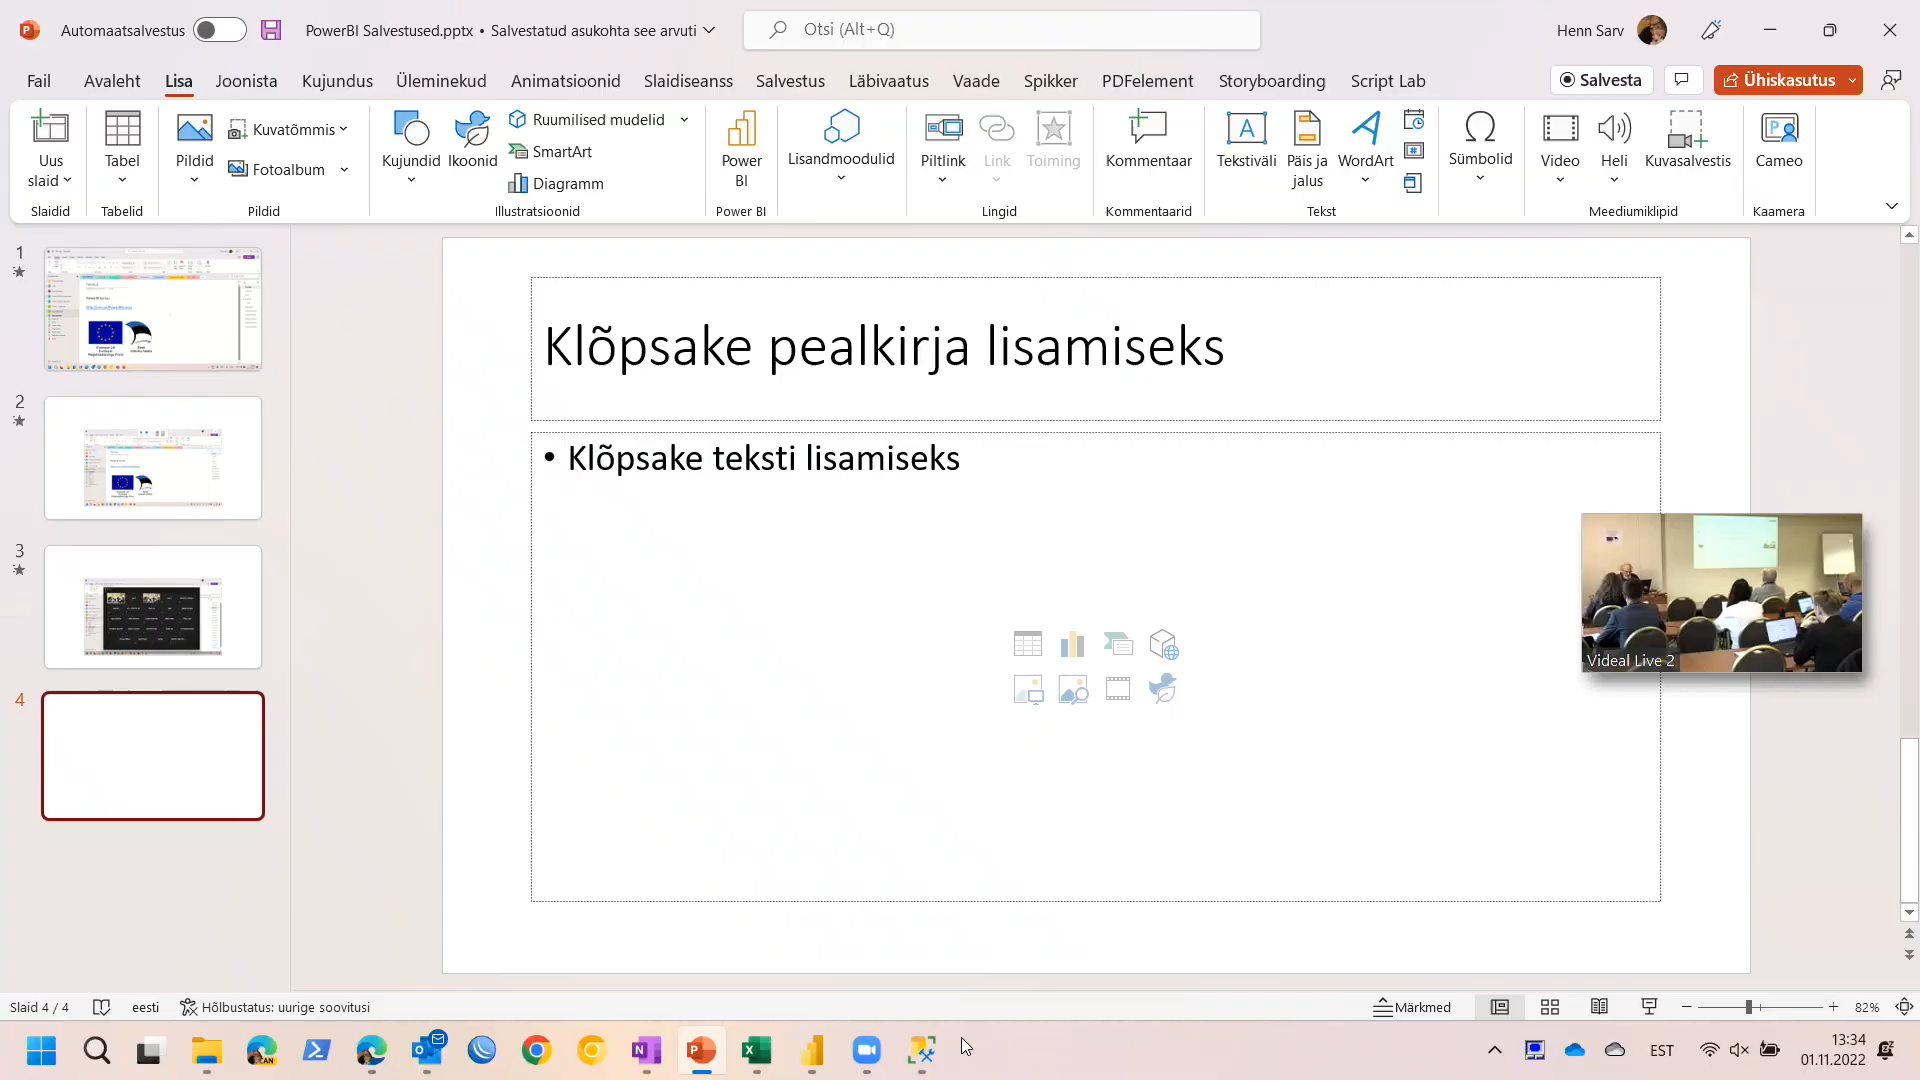 Automaatsalvestus
PowerBI Salvestused.pptx • Salvestatud asukohta see arvuti
Otsi (Alt+Q)
Henn Sarv
Fail Avaleht Lisa Joonista Kujundus Üleminekud Animatsioonid Slaidiseanss Salvestus Läbivaatus Vaade Spikker PDFelement Storyboarding Script Lab
Salvesta
Ühiskasutus
Uus slaid
Tabel
Pildid
Kuvatõmmis
Fotoalbum
Kujundid
Ikoonid
Ruumilised mudelid
SmartArt
Diagramm
Power BI
Lisandmoodulid
Piltlink
Link
Toiming
Kommentaar
Tekstiväli
Päis ja jalus
WordArt
Sümbolid
Video
Heli
Kuvasalvestis
Cameo
Slaidid Tabelid Pildid Illustratsioonid Power BI Lingid Kommentaarid Tekst Meediumiklipid Kaamera
1
2
3
4
Klõpsake pealkirja lisamiseks
• Klõpsake teksti lisamiseks
Videal Live 2
Slaid 4 / 4 eesti Hõlbustatus: uurige soovitusi
Märkmed
82%
CAN
EST
13:34
01.11.2022